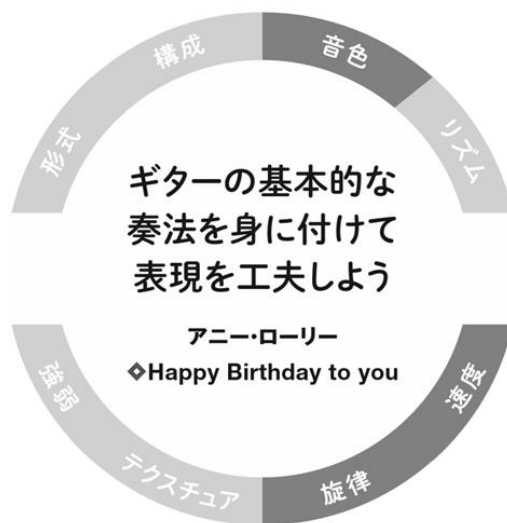 構成
音色
形式
リズム
ギターの基本的な
奏法を身に付けて
表現を工夫しよう
アニー・ローリー
❖Happy Birthday to you
強弱
速度
テクスチュア
旋律